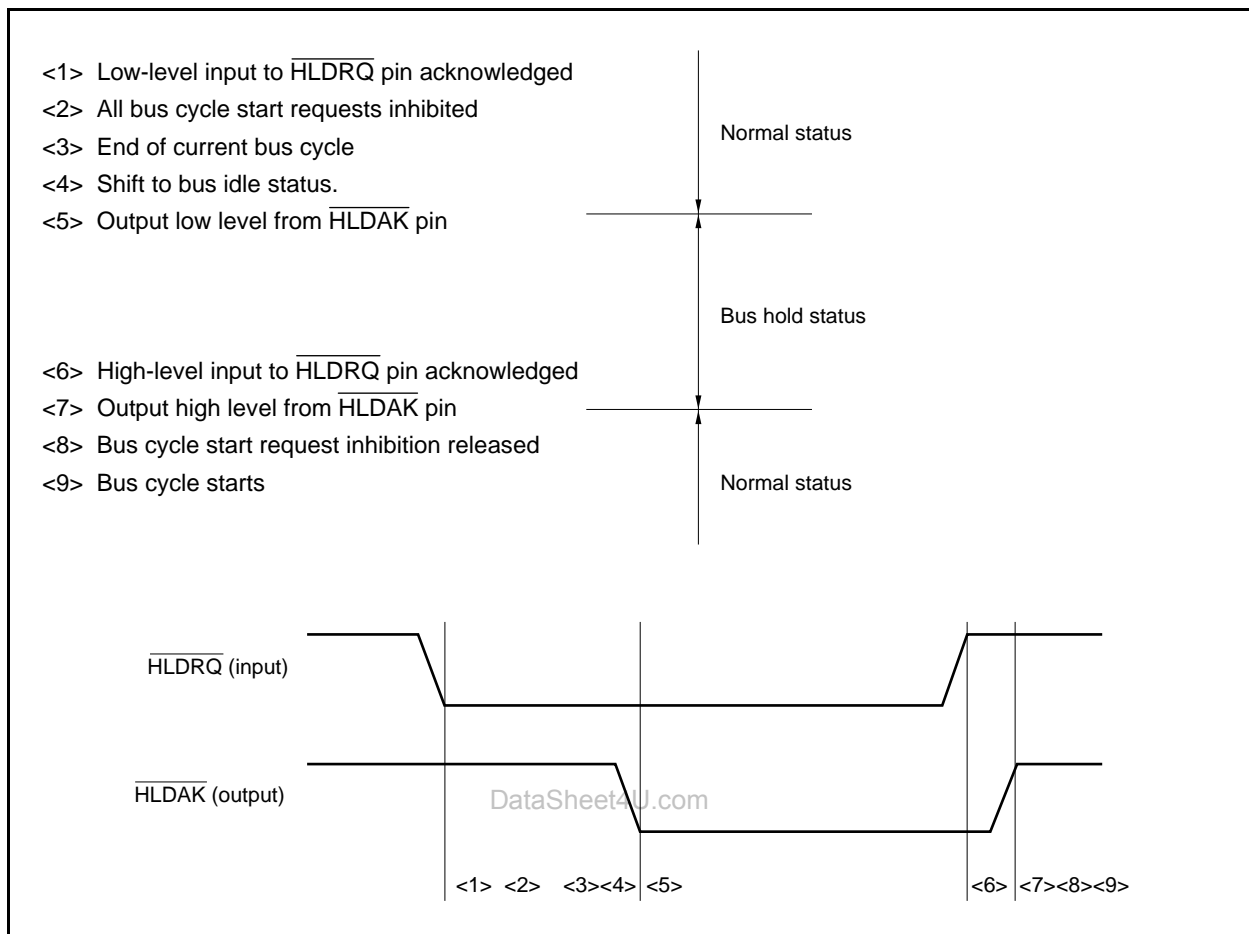 <1> Low-level input to HLDRQ pin acknowledged
<2> All bus cycle start requests inhibited
<3> End of current bus cycle
<4> Shift to bus idle status.
<5> Output low level from HLDAK pin
Normal status
Bus hold status
<6> High-level input to HLDRQ pin acknowledged
<7> Output high level from HLDAK pin
<8> Bus cycle start request inhibition released
<9> Bus cycle starts
Normal status
HLDRQ (input)
HLDAK (output)
DataSheet4U.com
<1> <2> <3><4> <5> <6> <7><8><9>